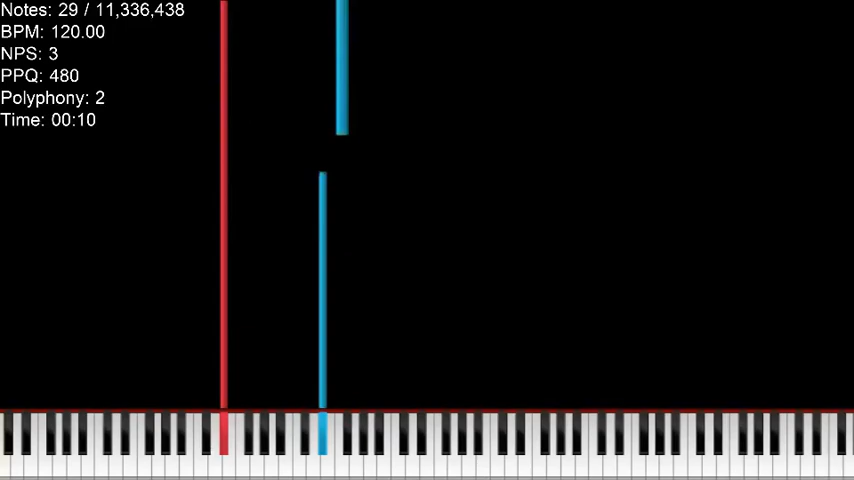 Notes: 29 / 11,336,438
BPM: 120.00
NPS: 3
PPQ: 480
Polyphony: 2
Time: 00:10